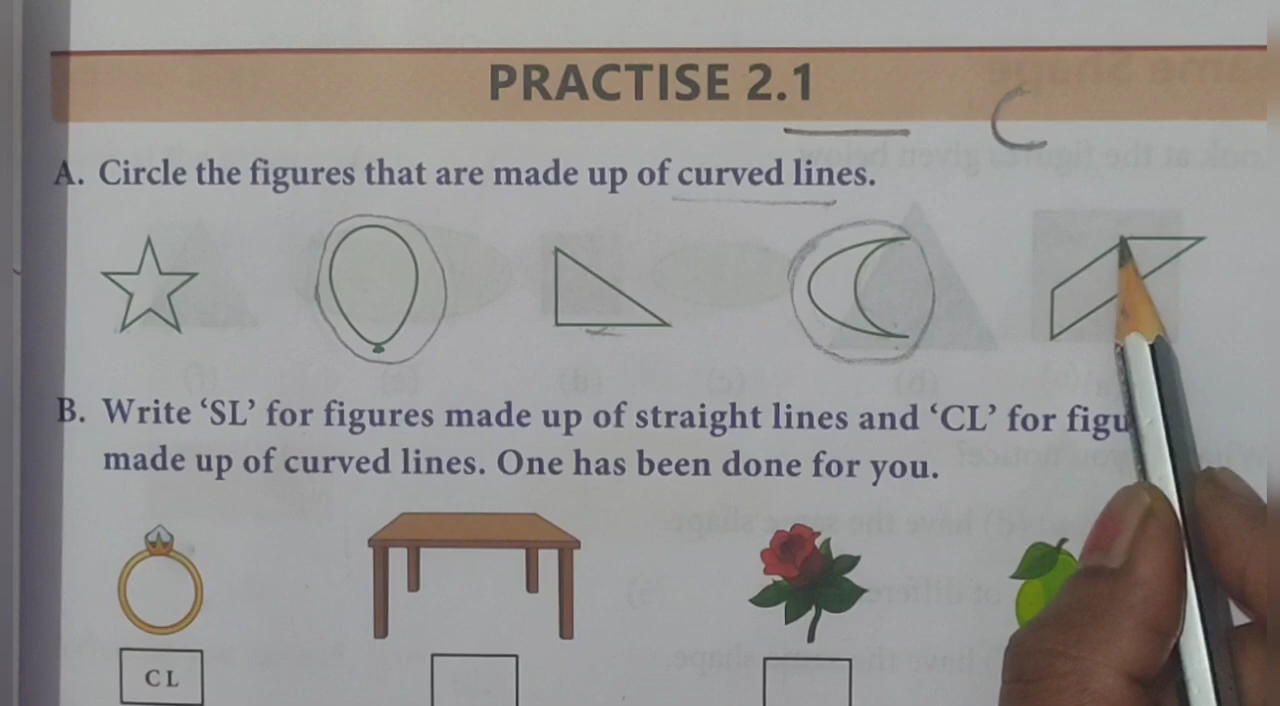 PRACTISE 2.1
A. Circle the figures that are made up of curved lines.
B. Write ‘SL’ for figures made up of straight lines and ‘CL’ for figu
made up of curved lines. One has been done for you.
CL